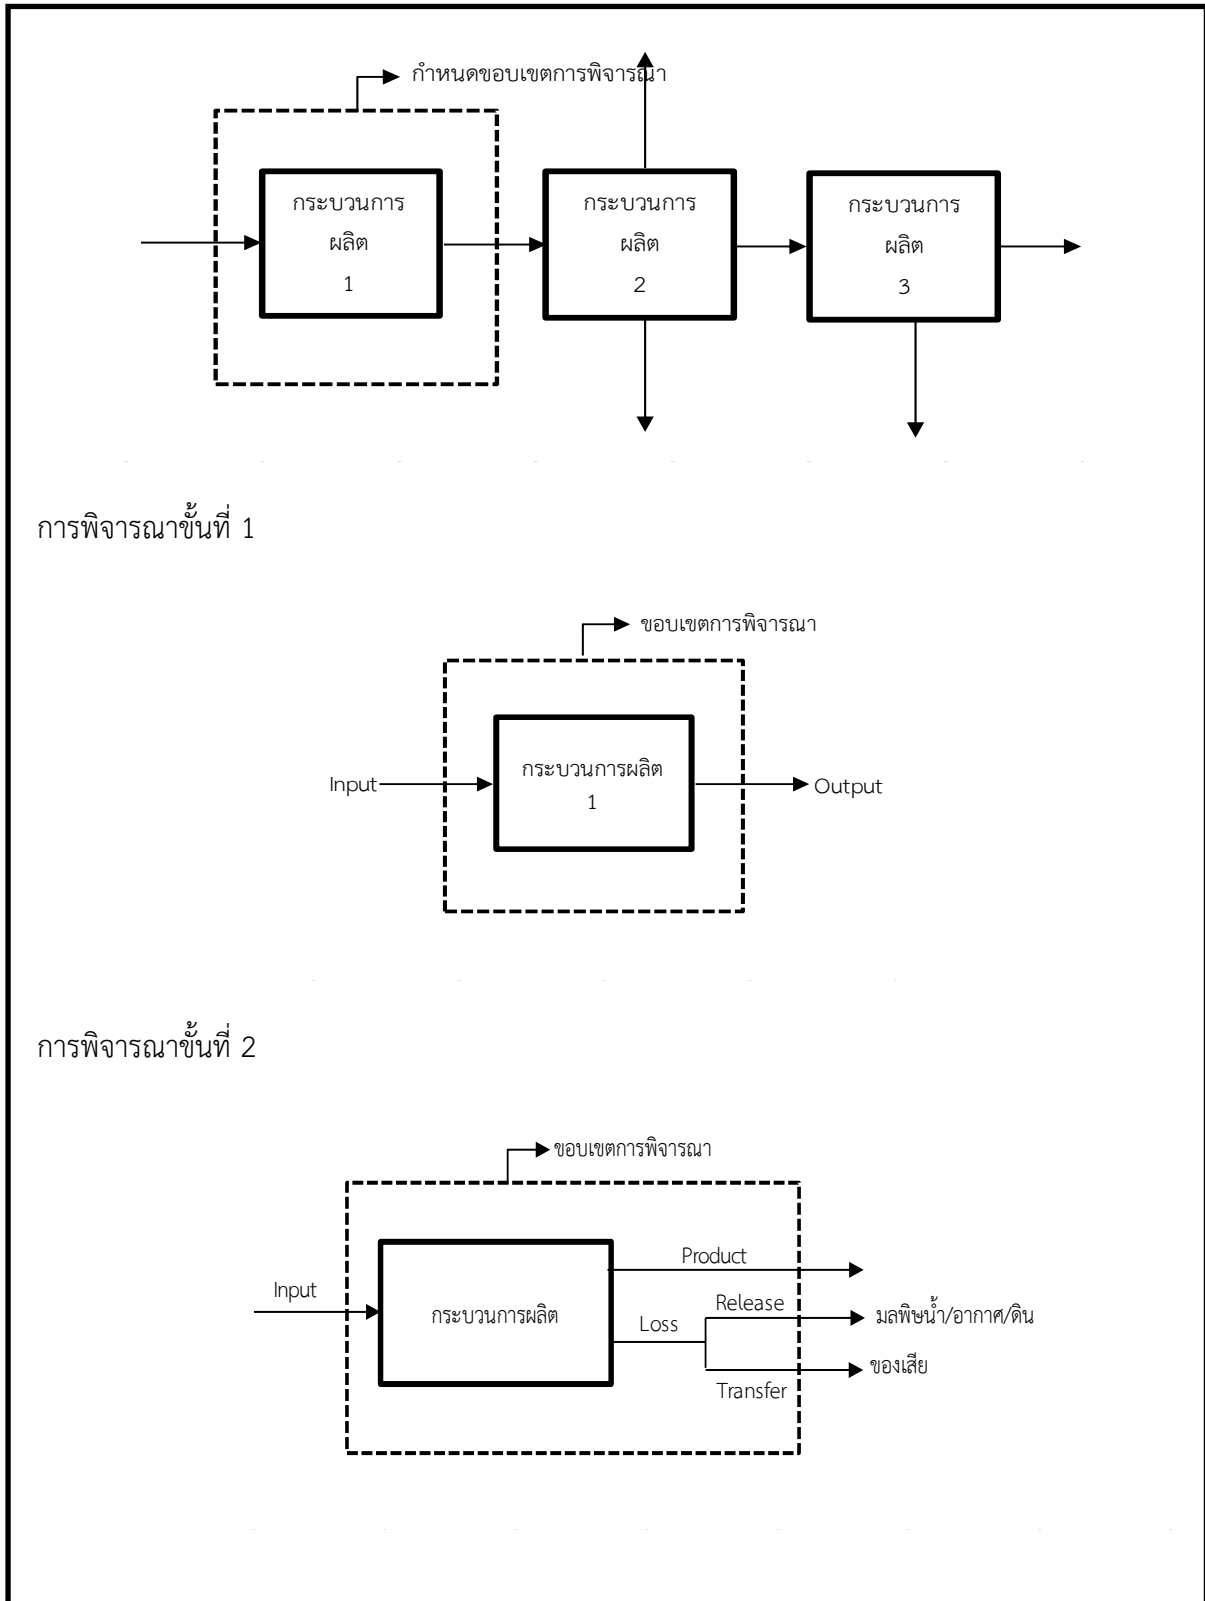 กำหนดขอบเขตการพิจารณา
กระบวนการ
ผลิต
1
กระบวนการ
ผลิต
2
กระบวนการ
ผลิต
3
การพิจารณาขั้นที่ 1
ขอบเขตการพิจารณา
Input
กระบวนการผลิต
1
Output
การพิจารณาขั้นที่ 2
ขอบเขตการพิจารณา
Input
กระบวนการผลิต
Product
Loss
Release
มลพิษน้ำ/อากาศ/ดิน
Transfer
ของเสีย